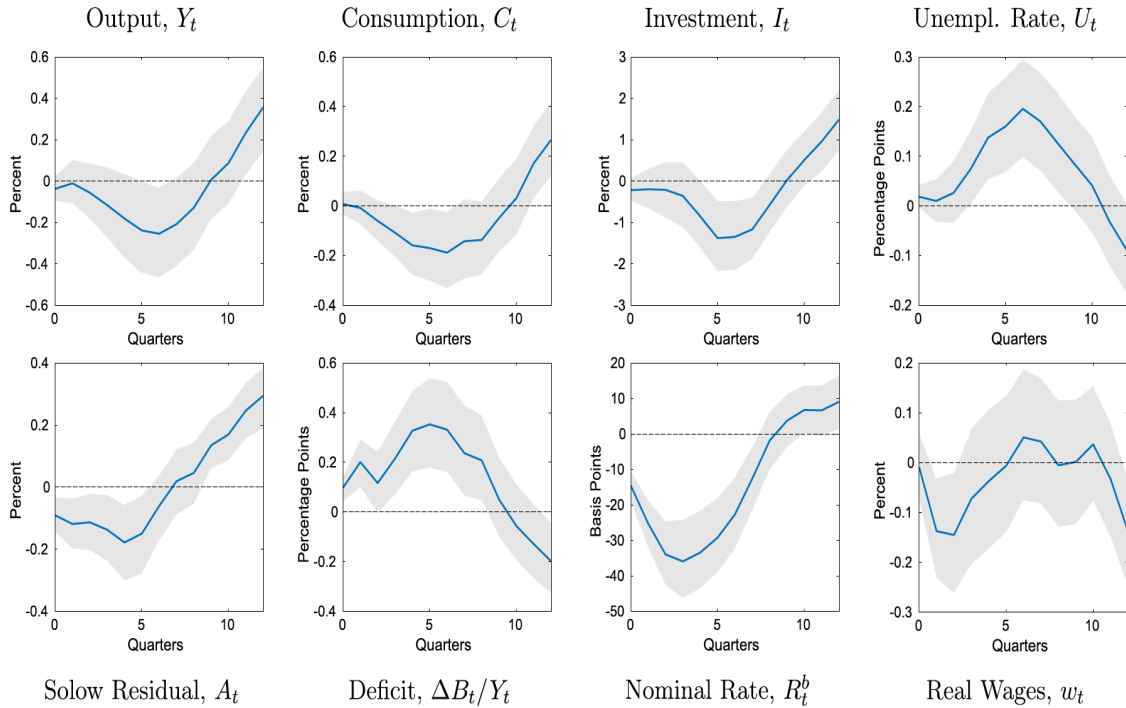 Output, Y_t Consumption, C_t Investment, I_t Unempl. Rate, U_t
0.6 0.6 3 0.3
0.4 0.4 2 0.2
0.2 0.2 1 0.1
0 0 0 0
-0.2 -0.2 -1 -0.1
-0.4 -0.4 -2 -0.2
-0.6 -3
Percent Percent Percent Percentage Points
0 5 10 0 5 10 0 5 10 0 5 10
Quarters Quarters Quarters Quarters
0.4 0.6 20 0.2
0.2 0.4 10 0.1
0 0.2 0 0
-0.2 0 -10 -0.1
-0.4 -0.2 -20 -0.2
-0.4 -30 -0.3
-40
-50
Percent Percentage Points Basis Points Percent
0 5 10 0 5 10 0 5 10 0 5 10
Quarters Quarters Quarters Quarters
Solow Residual, A_t Deficit, ΔB_t/Y_t Nominal Rate, R_t^b Real Wages, w_t